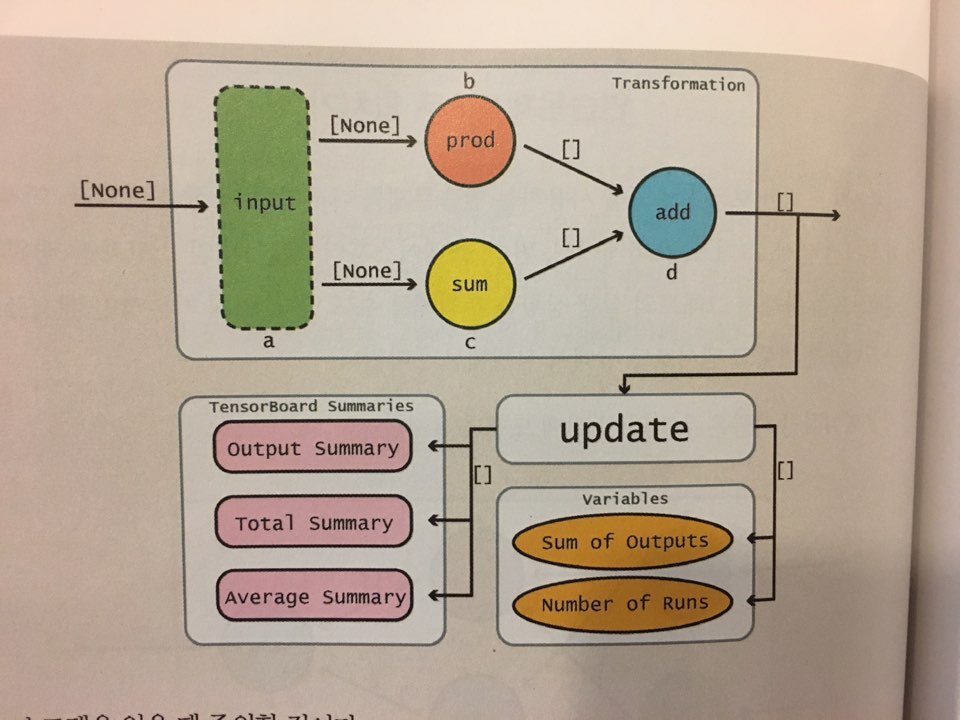 Transformation
b
[None]
prod
[]
[None]
input
add
[]
[]
d
[None]
sum
a
c
TensorBoard Summaries
Output Summary
Total Summary
Average Summary
update
[]
[]
Variables
Sum of Outputs
Number of Runs